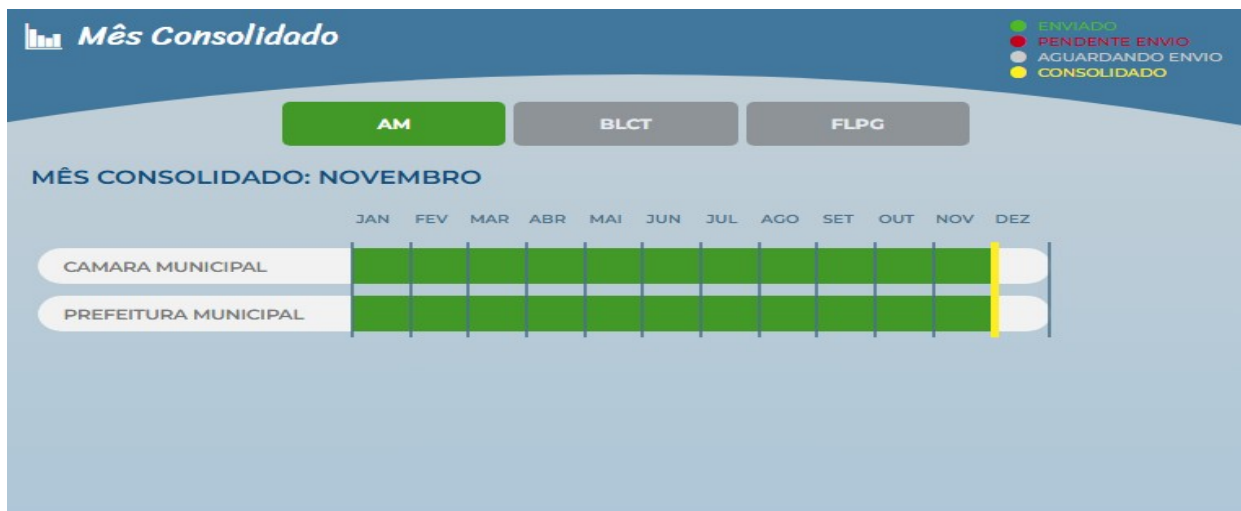 Mês Consolidado
ENVIADO
PENDENTE ENVIO
AGUARDANDO ENVIO
CONSOLIDADO
AM BLCT FLPG
MÊS CONSOLIDADO: NOVEMBRO
JAN FEV MAR ABR MAI JUN JUL AGO SET OUT NOV DEZ
CAMARA MUNICIPAL
PREFEITURA MUNICIPAL